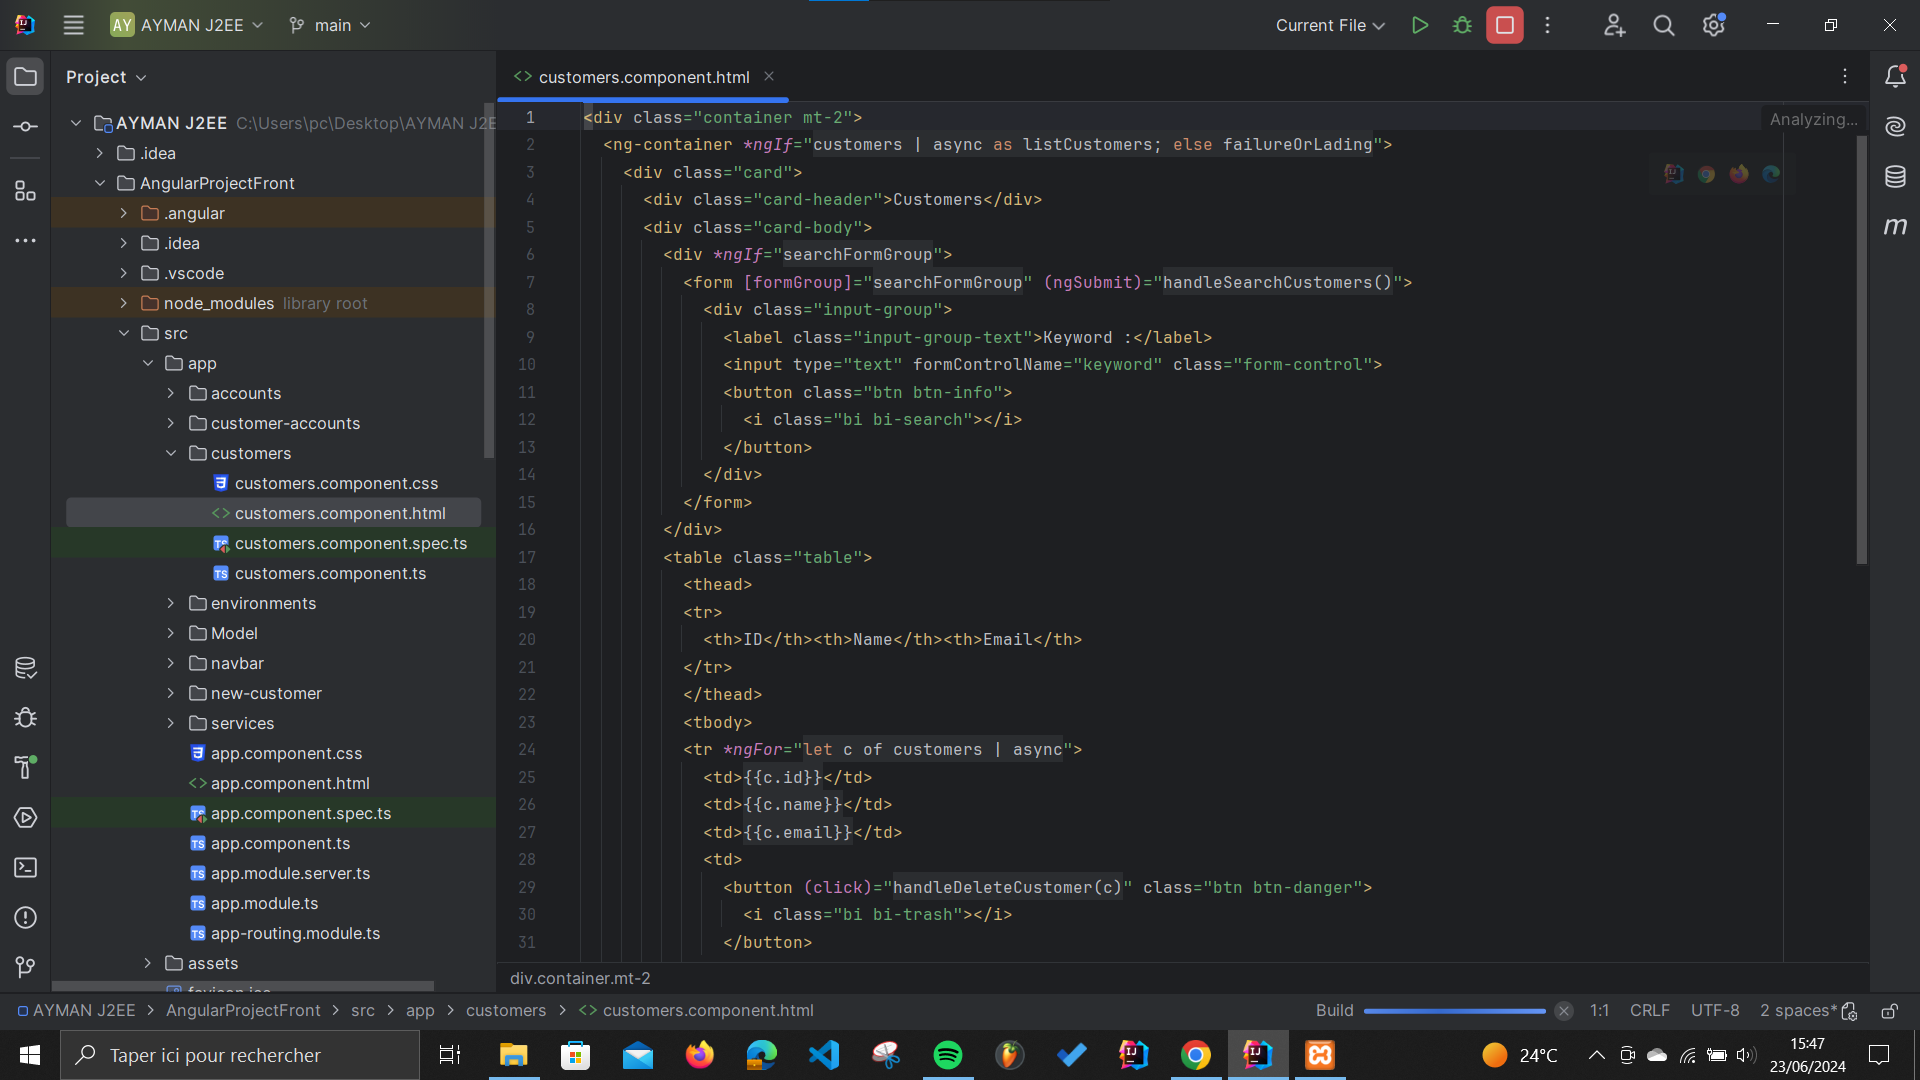 AY AYMAN J2EE main Current File
Project
customers.component.html
AYMAN J2EE C:\Users\pc\Desktop\AYMAN J2E
.idea
AngularProjectFront
.angular
.idea
.vscode
node_modules library root
src
app
accounts
customer-accounts
customers
customers.component.css
customers.component.html
customers.component.spec.ts
customers.component.ts
environments
Model
navbar
new-customer
services
app.component.css
app.component.html
app.component.spec.ts
app.component.ts
app.module.server.ts
app.module.ts
app-routing.module.ts
assets
Analyzing...
1 <div class="container mt-2">
2 <ng-container *ngIf="customers | async as listCustomers; else failureOrLading">
3 <div class="card">
4 <div class="card-header">Customers</div>
5 <div class="card-body">
6 <div *ngIf="searchFormGroup">
7 <form [formGroup]="searchFormGroup" (ngSubmit)="handleSearchCustomers()">
8 <div class="input-group">
9 <label class="input-group-text">Keyword :</label>
10 <input type="text" formControlName="keyword" class="form-control">
11 <button class="btn btn-info">
12 <i class="bi bi-search"></i>
13 </button>
14 </div>
15 </form>
16 </div>
17 <table class="table">
18 <thead>
19 <tr>
20 <th>ID</th><th>Name</th><th>Email</th>
21 </tr>
22 </thead>
23 <tbody>
24 <tr *ngFor="let c of customers | async">
25 <td>{{c.id}}</td>
26 <td>{{c.name}}</td>
27 <td>{{c.email}}</td>
28 <td>
29 <button (click)="handleDeleteCustomer(c)" class="btn btn-danger">
30 <i class="bi bi-trash"></i>
31 </button>
m
div.container.mt-2
AYMAN J2EE > AngularProjectFront > src > app > customers > customers.component.html
Build 1:1 CRLF UTF-8 2 spaces*
Taper ici pour rechercher
24°C
15:47
23/06/2024